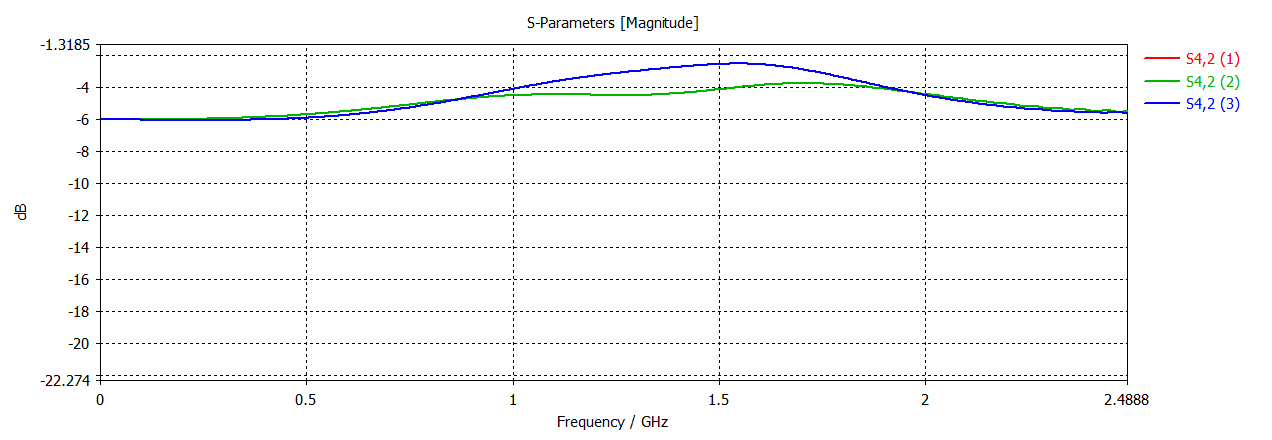 S-Parameters [Magnitude]
-1.3185
-4
-6
-8
-10
-12
-14
-16
-18
-20
-22.274
dB
0 0.5 1 1.5 2 2.4888
Frequency / GHz
S4,2 (1)
S4,2 (2)
S4,2 (3)